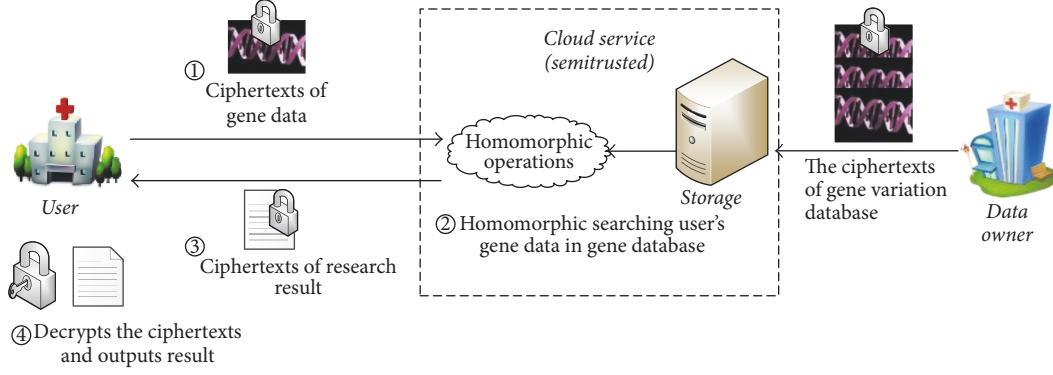 ①
Ciphertexts of
gene data
User
③
Ciphertexts of research
result
④ Decrypts the ciphertexts
and outputs result
Cloud service
(semitrusted)
Homomorphic
operations
Storage
② Homomorphic searching user's
gene data in gene database
The ciphertexts
of gene variation
database
Data
owner